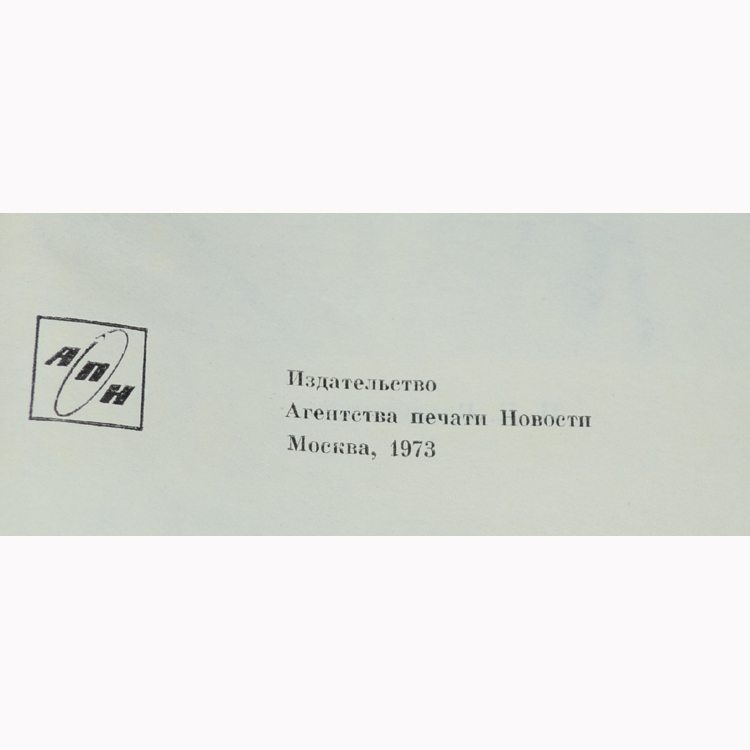 АПН
Издательство
Агентства печати Новости
Москва, 1973